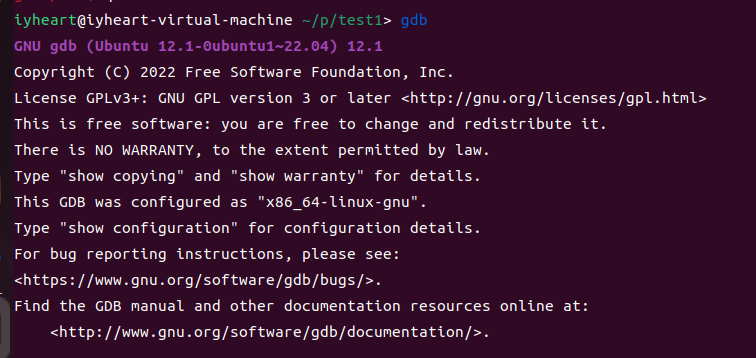 iyheart@iyheart-virtual-machine ~/p/test1> gdb
GNU gdb (Ubuntu 12.1-0ubuntu1~22.04) 12.1
Copyright (C) 2022 Free Software Foundation, Inc.
License GPLv3+: GNU GPL version 3 or later <http://gnu.org/licenses/gpl.html>
This is free software: you are free to change and redistribute it.
There is NO WARRANTY, to the extent permitted by law.
Type "show copying" and "show warranty" for details.
This GDB was configured as "x86_64-linux-gnu".
Type "show configuration" for configuration details.
For bug reporting instructions, please see:
<https://www.gnu.org/software/gdb/bugs/>.
Find the GDB manual and other documentation resources online at:
    <http://www.gnu.org/software/gdb/documentation/>.